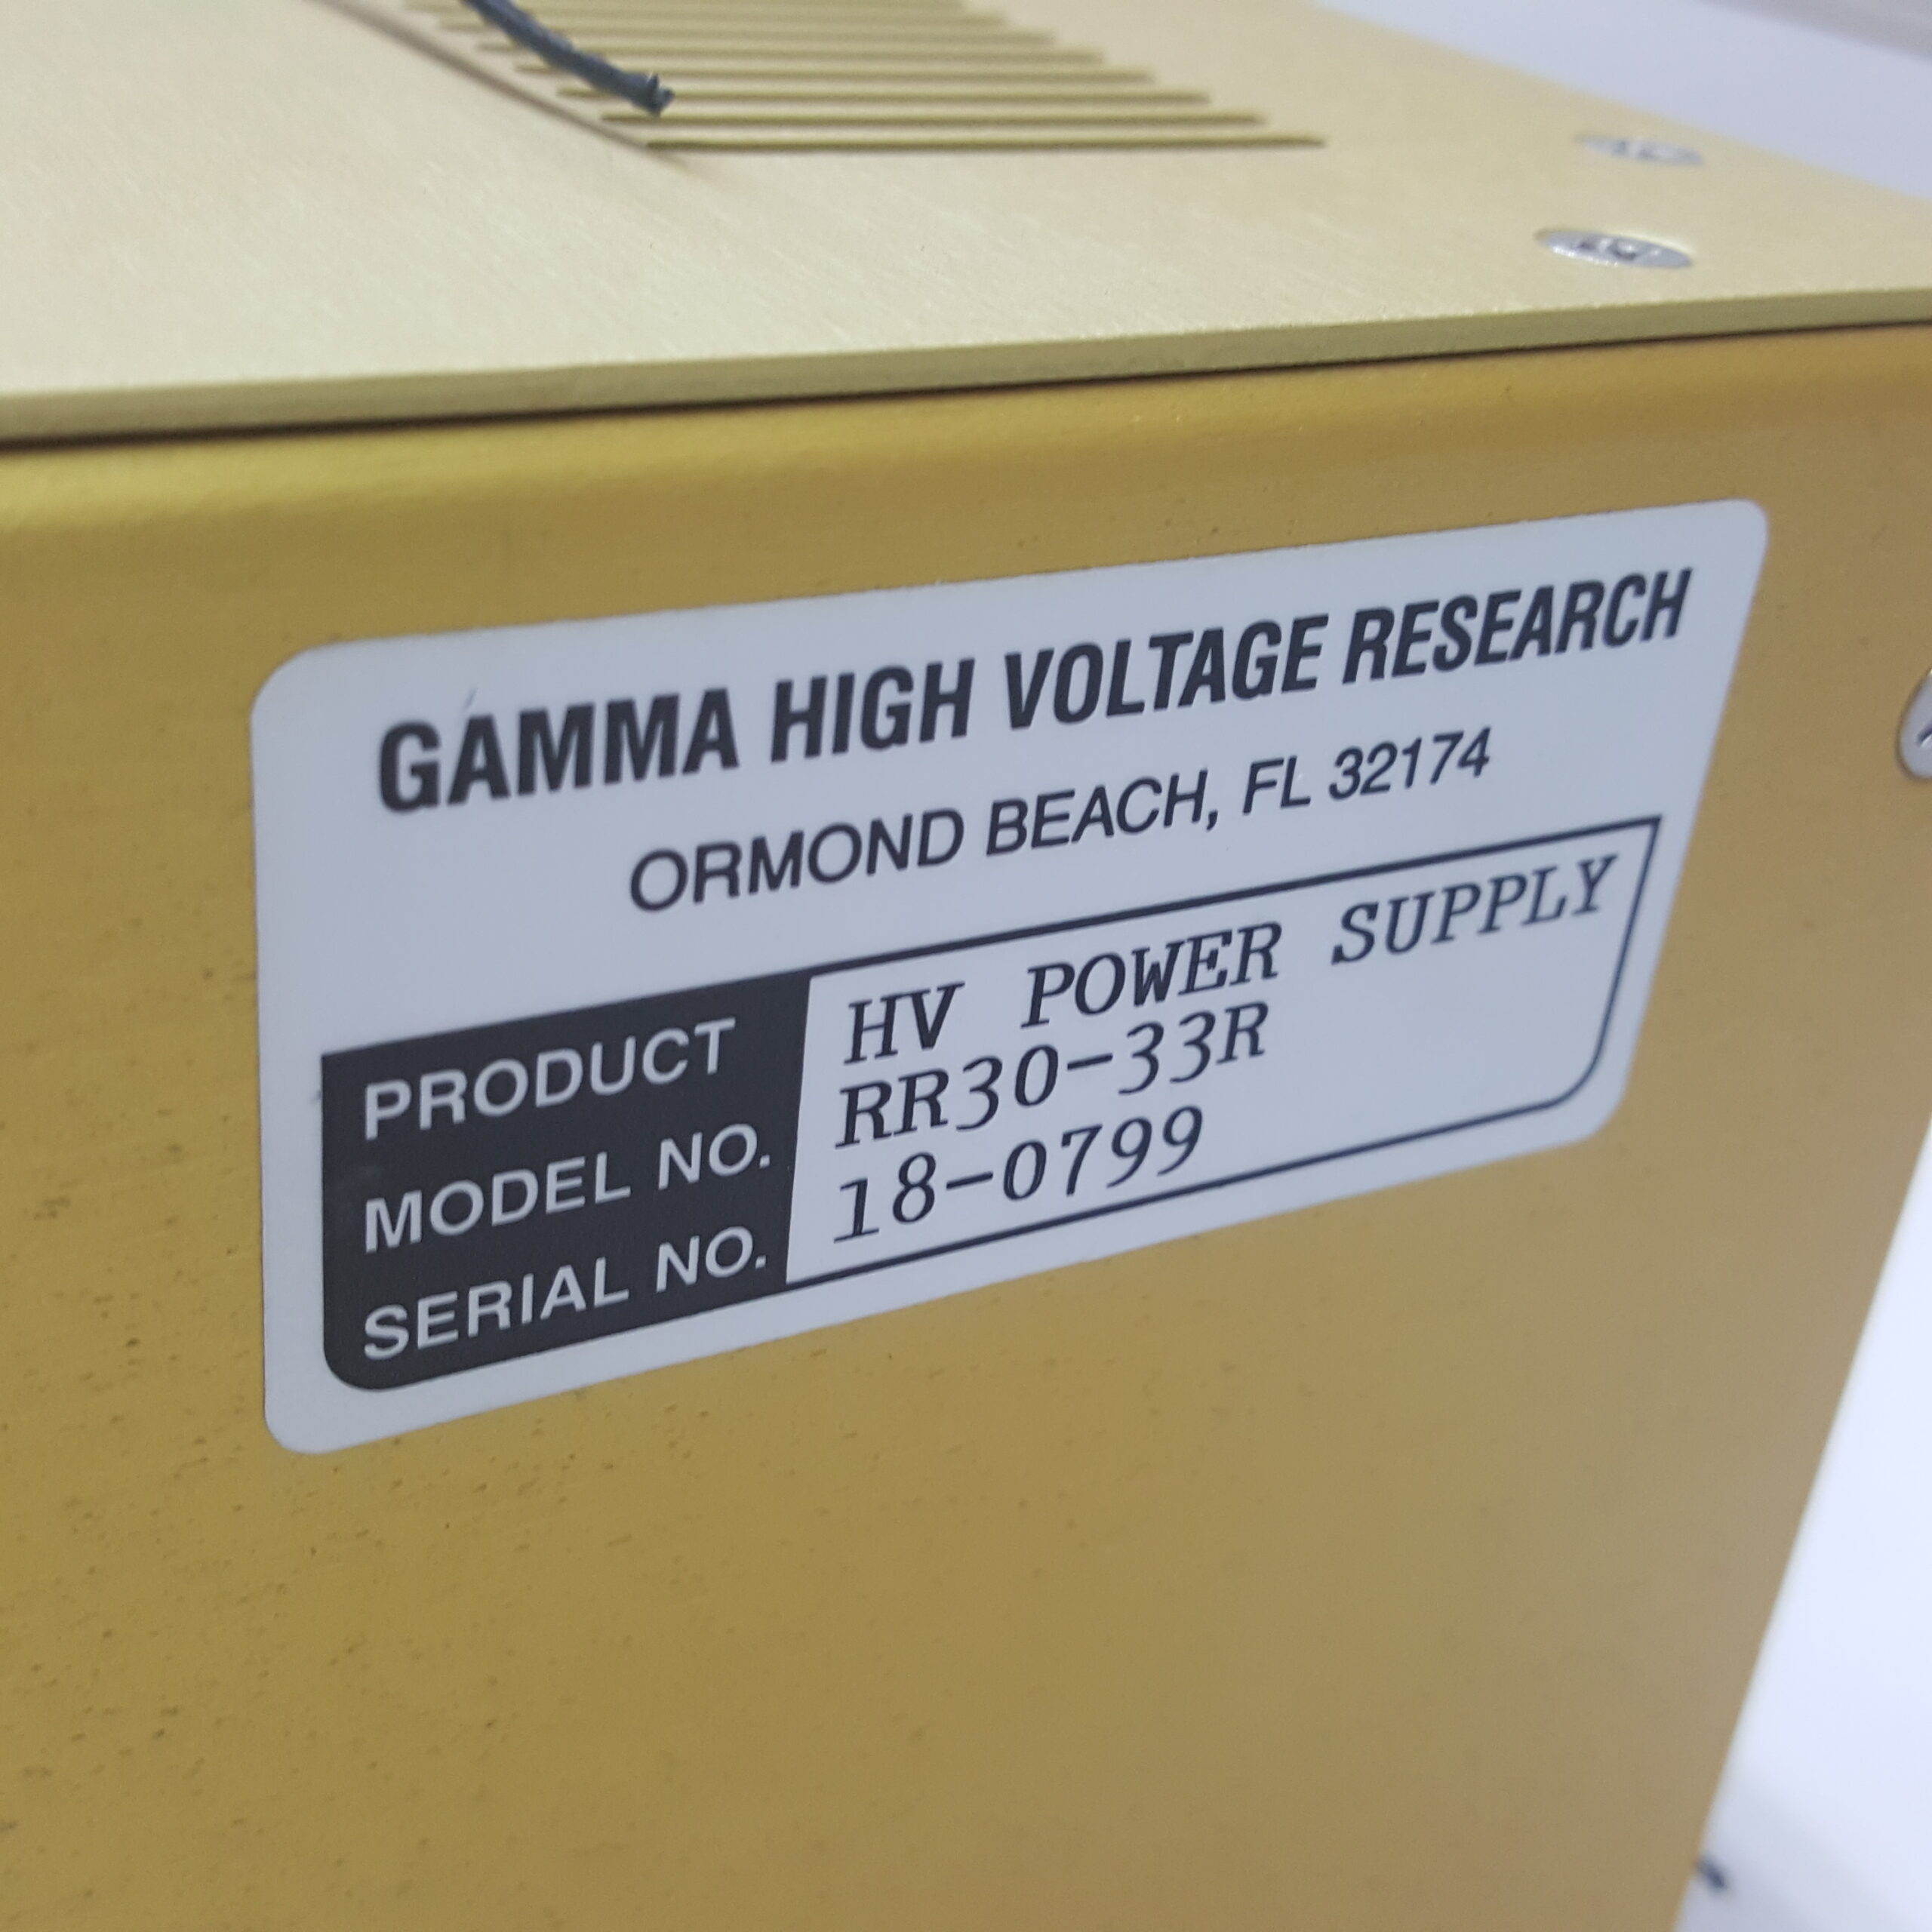 GAMMA HIGH VOLTAGE RESEARCH
ORMOND BEACH, FL 32174
PRODUCT HV POWER SUPPLY
MODEL NO. RR30-33R
SERIAL NO. 18-0799